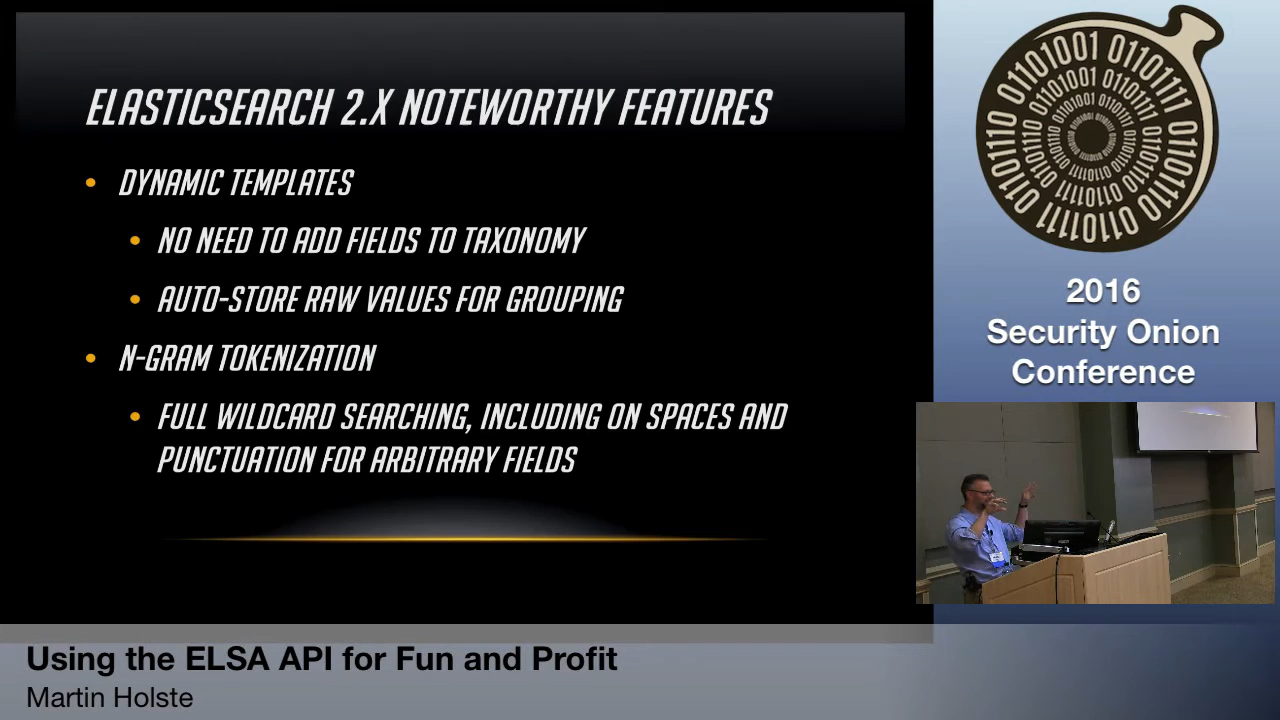 ELASTICSEARCH 2.X NOTEWORTHY FEATURES
• DYNAMIC TEMPLATES
• NO NEED TO ADD FIELDS TO TAXONOMY
• AUTO-STORE RAW VALUES FOR GROUPING
• N-GRAM TOKENIZATION
• FULL WILDCARD SEARCHING, INCLUDING ON SPACES AND
PUNCTUATION FOR ARBITRARY FIELDS
2016
Security Onion
Conference
Using the ELSA API for Fun and Profit
Martin Holste